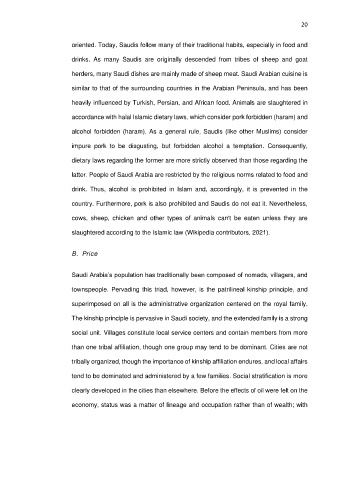 20
oriented. Today, Saudis follow many of their traditional habits, especially in food and
drinks. As many Saudis are originally descended from tribes of sheep and goat
herders, many Saudi dishes are mainly made of sheep meat. Saudi Arabian cuisine is
similar to that of the surrounding countries in the Arabian Peninsula, and has been
heavily influenced by Turkish, Persian, and African food. Animals are slaughtered in
accordance with halal Islamic dietary laws, which consider pork forbidden (haram) and
alcohol forbidden (haram). As a general rule, Saudis (like other Muslims) consider
impure pork to be disgusting, but forbidden alcohol a temptation. Consequently,
dietary laws regarding the former are more strictly observed than those regarding the
latter. People of Saudi Arabia are restricted by the religious norms related to food and
drink. Thus, alcohol is prohibited in Islam and, accordingly, it is prevented in the
country. Furthermore, pork is also prohibited and Saudis do not eat it. Nevertheless,
cows, sheep, chicken and other types of animals can't be eaten unless they are
slaughtered according to the Islamic law (Wikipedia contributors, 2021).
B. Price
Saudi Arabia's population has traditionally been composed of nomads, villagers, and
townspeople. Pervading this triad, however, is the patrilineal kinship principle, and
superimposed on all is the administrative organization centered on the royal family.
The kinship principle is pervasive in Saudi society, and the extended family is a strong
social unit. Villages constitute local service centers and contain members from more
than one tribal affiliation, though one group may tend to be dominant. Cities are not
tribally organized, though the importance of kinship affiliation endures, and local affairs
tend to be dominated and administered by a few families. Social stratification is more
clearly developed in the cities than elsewhere. Before the effects of oil were felt on the
economy, status was a matter of lineage and occupation rather than of wealth; with